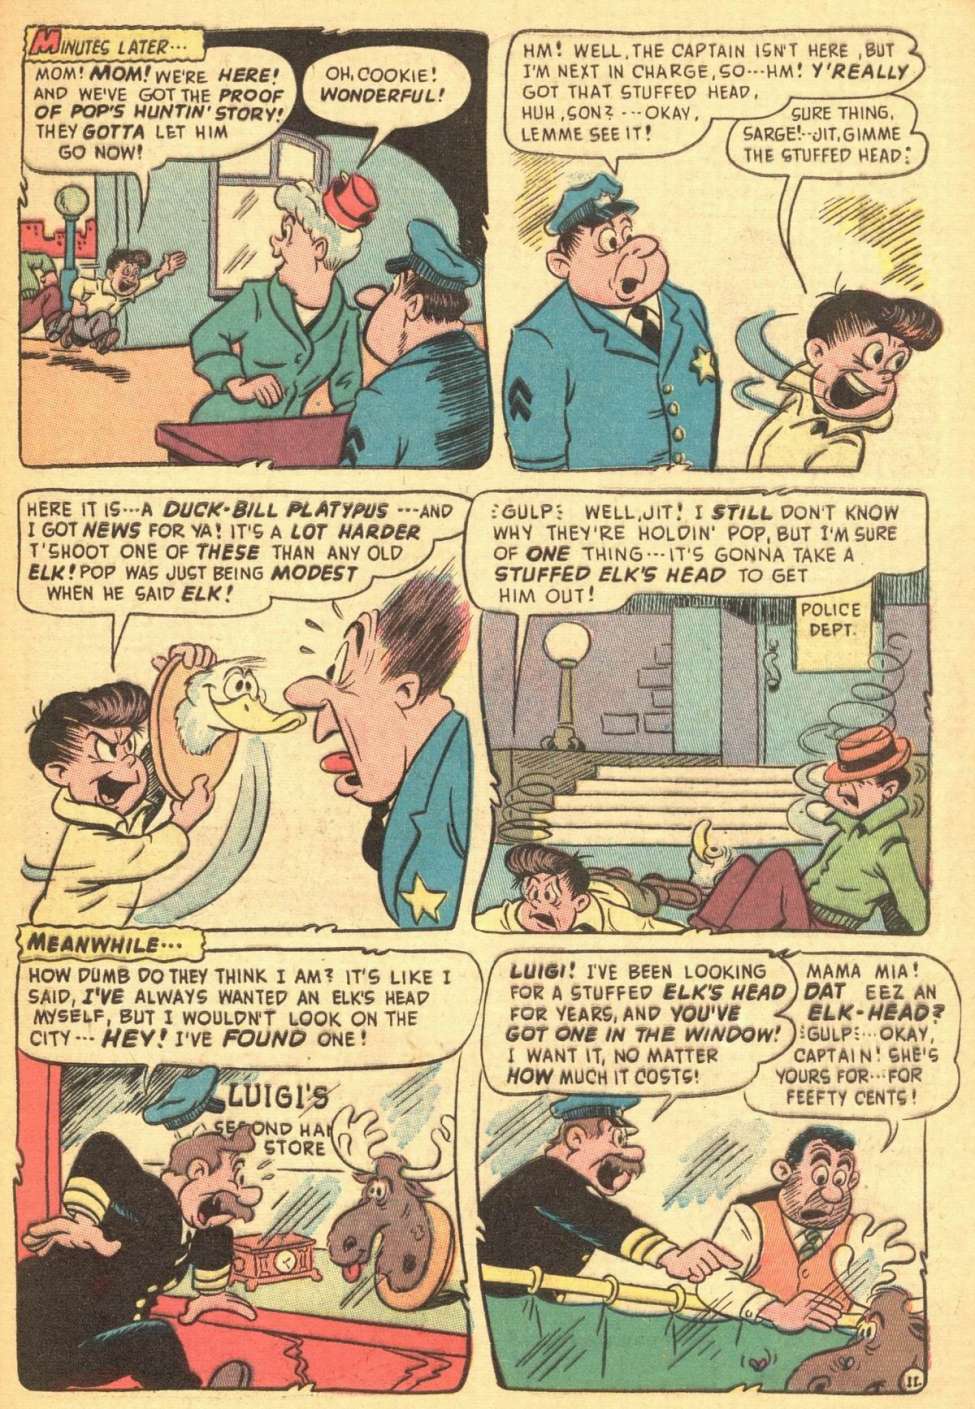 MINUTES LATER...
MOM! MOM! WE'RE HERE!
AND WE'VE GOT THE PROOF
OF POP'S HUNTIN' STORY!
THEY GOTTA LET HIM
GO NOW!
OH, COOKIE!
WONDERFUL!
HM! WELL, THE CAPTAIN ISN'T HERE, BUT
I'M NEXT IN CHARGE, SO---HM! Y'REALLY
GOT THAT STUFFED HEAD,
HUH, SON? ---OKAY,
LEMME SEE IT!
SURE THING,
SARGE!--JIT, GIMME
THE STUFFED HEAD:
HERE IT IS---A DUCK-BILL PLATYPUS ---AND
I GOT NEWS FOR YA! IT'S A LOT HARDER
T'SHOOT ONE OF THESE THAN ANY OLD
ELK! POP WAS JUST BEING MODEST
WHEN HE SAID ELK!
:GULP: WELL, JIT! I STILL DON'T KNOW
WHY THEY'RE HOLDIN' POP, BUT I'M SURE
OF ONE THING---IT'S GONNA TAKE A
STUFFED ELK'S HEAD TO GET
HIM OUT!
POLICE
DEPT.
MEANWHILE...
HOW DUMB DO THEY THINK I AM? IT'S LIKE I
SAID, I'VE ALWAYS WANTED AN ELK'S HEAD
MYSELF, BUT I WOULDN'T LOOK ON THE
CITY--- HEY! I'VE FOUND ONE!
LUIGI'S
SECOND HAN
STORE
LUIGI! I'VE BEEN LOOKING
FOR A STUFFED ELK'S HEAD
FOR YEARS, AND YOU'VE
GOT ONE IN THE WINDOW!
I WANT IT, NO MATTER
HOW MUCH IT COSTS!
MAMA MIA!
DAT EEZ AN
ELK-HEAD?
:GULP:---OKAY,
CAPTAIN! SHE'S
YOURS FOR---FOR
FEEFTY CENTS!
11.